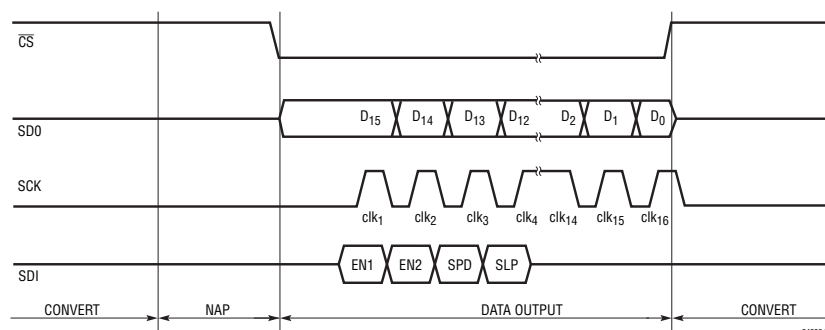 CS
SD0
D15 D14 D13 D12 D2 D1 D0
SCK
clk1 clk2 clk3 clk4 clk14 clk15 clk16
SDI
EN1 EN2 SPD SLP
CONVERT NAP DATA OUTPUT CONVERT